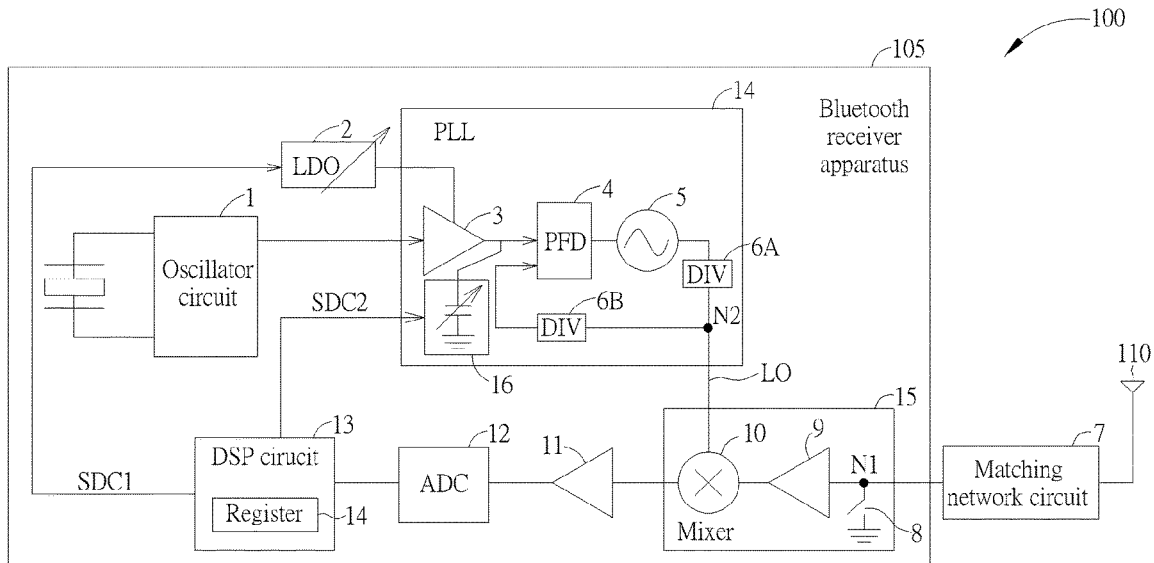 100
105
Bluetooth
receiver
apparatus
14
PLL
2
LDO
1
Oscillator
circuit
3
4
PFD
5
6A
DIV
6B
DIV
N2
SDC2
16
LO
110
15
13
DSP cirucit
Register
14
SDC1
12
ADC
11
10
Mixer
9
N1
8
7
Matching
network circuit